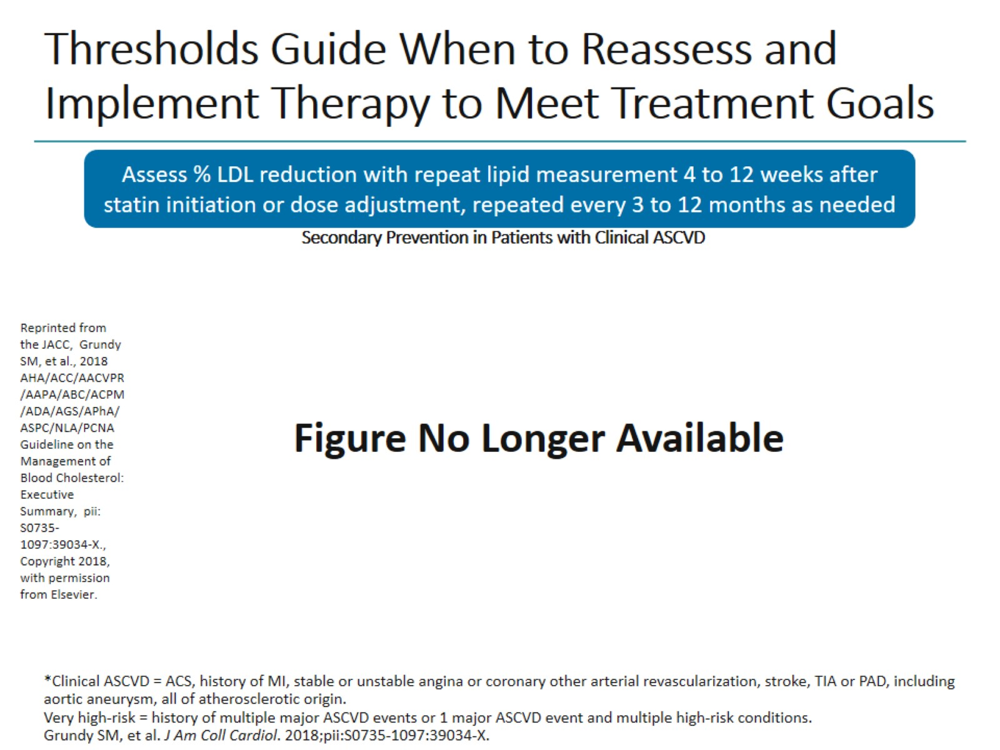 Thresholds Guide When to Reassess and
Implement Therapy to Meet Treatment Goals
Assess % LDL reduction with repeat lipid measurement 4 to 12 weeks after
statin initiation or dose adjustment, repeated every 3 to 12 months as needed
Secondary Prevention in Patients with Clinical ASCVD
Reprinted from
the JACC, Grundy
SM, et al., 2018
AHA/ACC/AACVPR
/AAPA/ABC/ACPM
/ADA/AGS/APhA/
ASPC/NLA/PCNA
Guideline on the
Management of
Blood Cholesterol:
Executive
Summary, pii:
S0735-
1097:39034-X.,
Copyright 2018,
with permission
from Elsevier.
Figure No Longer Available
*Clinical ASCVD = ACS, history of MI, stable or unstable angina or coronary other arterial revascularization, stroke, TIA or PAD, including
aortic aneurysm, all of atherosclerotic origin.
Very high-risk = history of multiple major ASCVD events or 1 major ASCVD event and multiple high-risk conditions.
Grundy SM, et al. J Am Coll Cardiol. 2018;pii:S0735-1097:39034-X.